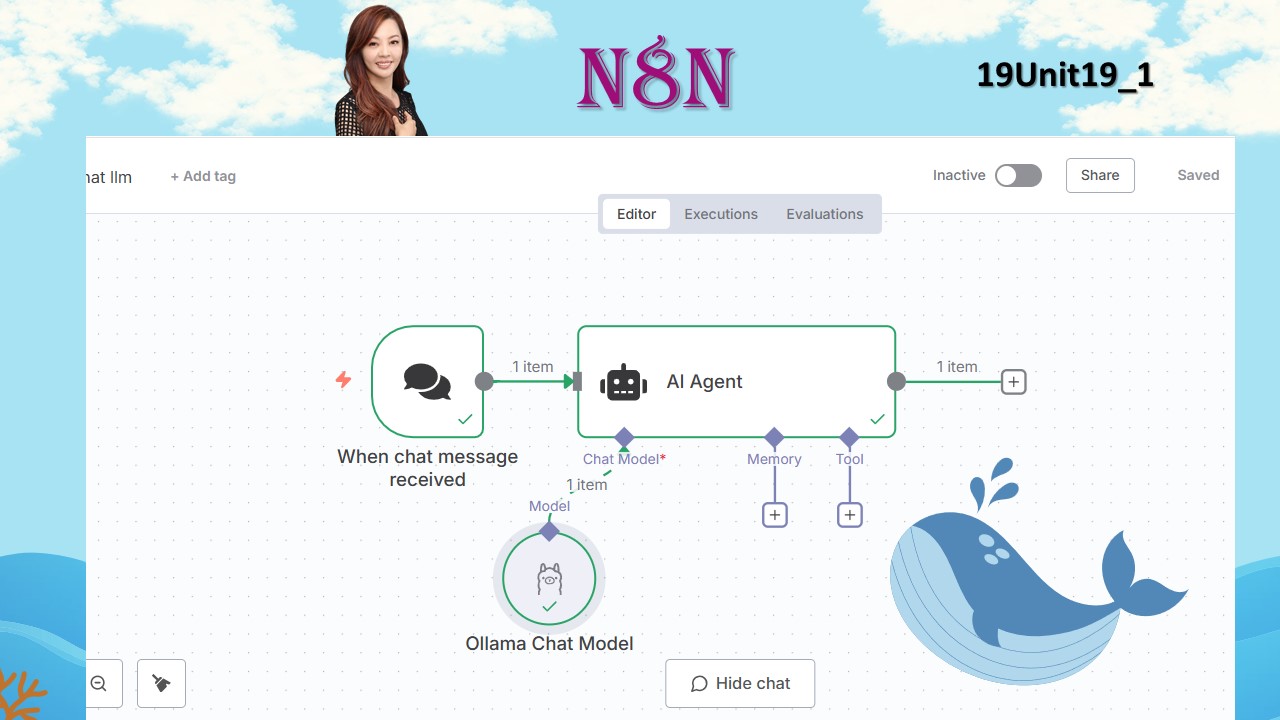 N8N
19Unit19_1
hat llm
+ Add tag
Inactive
Share
Saved
Editor
Executions
Evaluations
1 item
AI Agent
1 item
When chat message
received
Chat Model*
Memory
Tool
1 item
Model
Ollama Chat Model
Hide chat